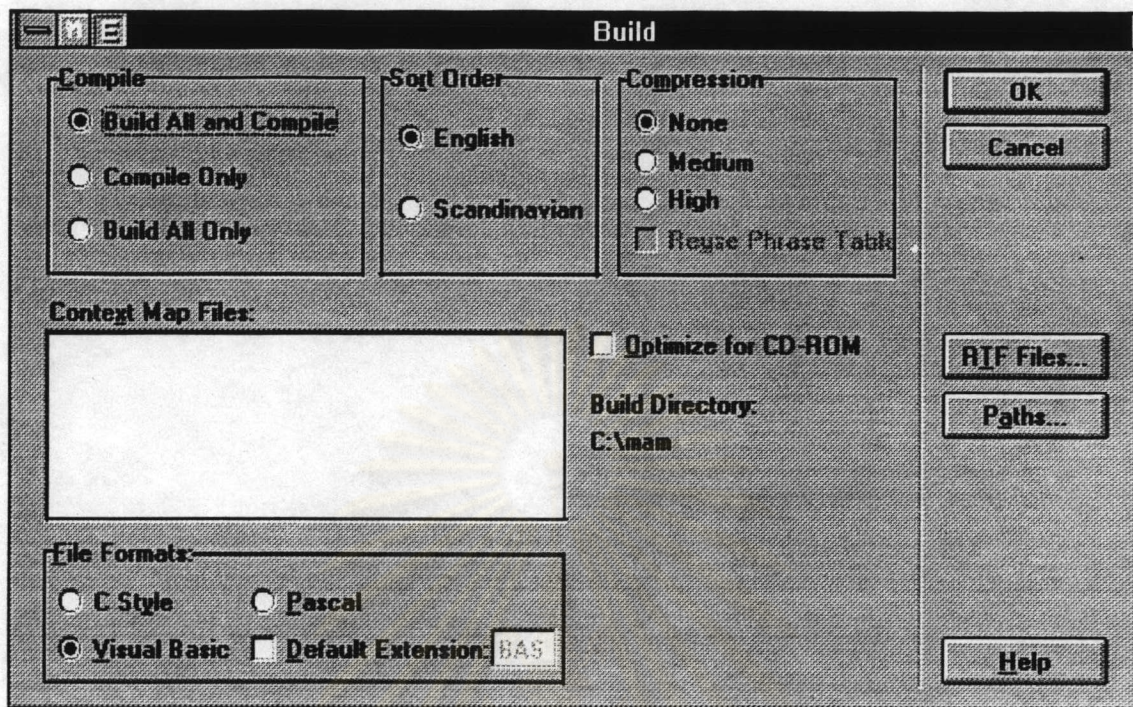 M E Build
Compile
Build All and Compile
Compile Only
Build All Only
Sort Order
English
Scandinavian
Compression
None
Medium
High
Reuse Phrase Table
OK
Cancel
Context Map Files:
Optimize for CD-ROM
Build Directory:
C:\mam
RTF Files...
Paths...
File Formats:
C Style
Pascal
Visual Basic
Default Extension: BAS
Help